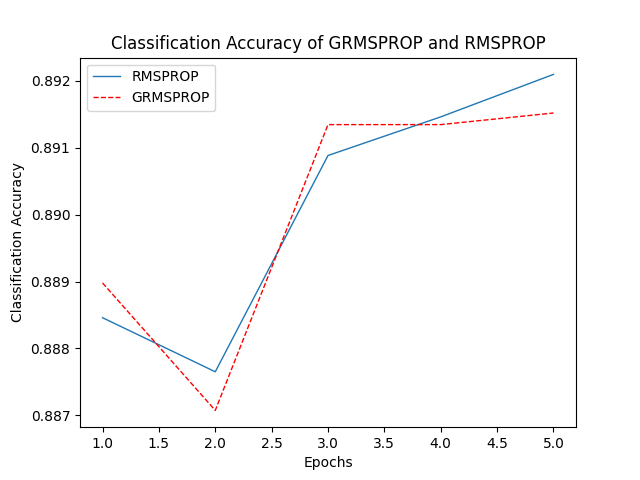 Classification Accuracy of GRMSPROP and RMSPROP
RMSPROP
GRMSPROP
0.892
0.891
0.890
0.889
0.888
0.887
Classification Accuracy
1.0 1.5 2.0 2.5 3.0 3.5 4.0 4.5 5.0
Epochs